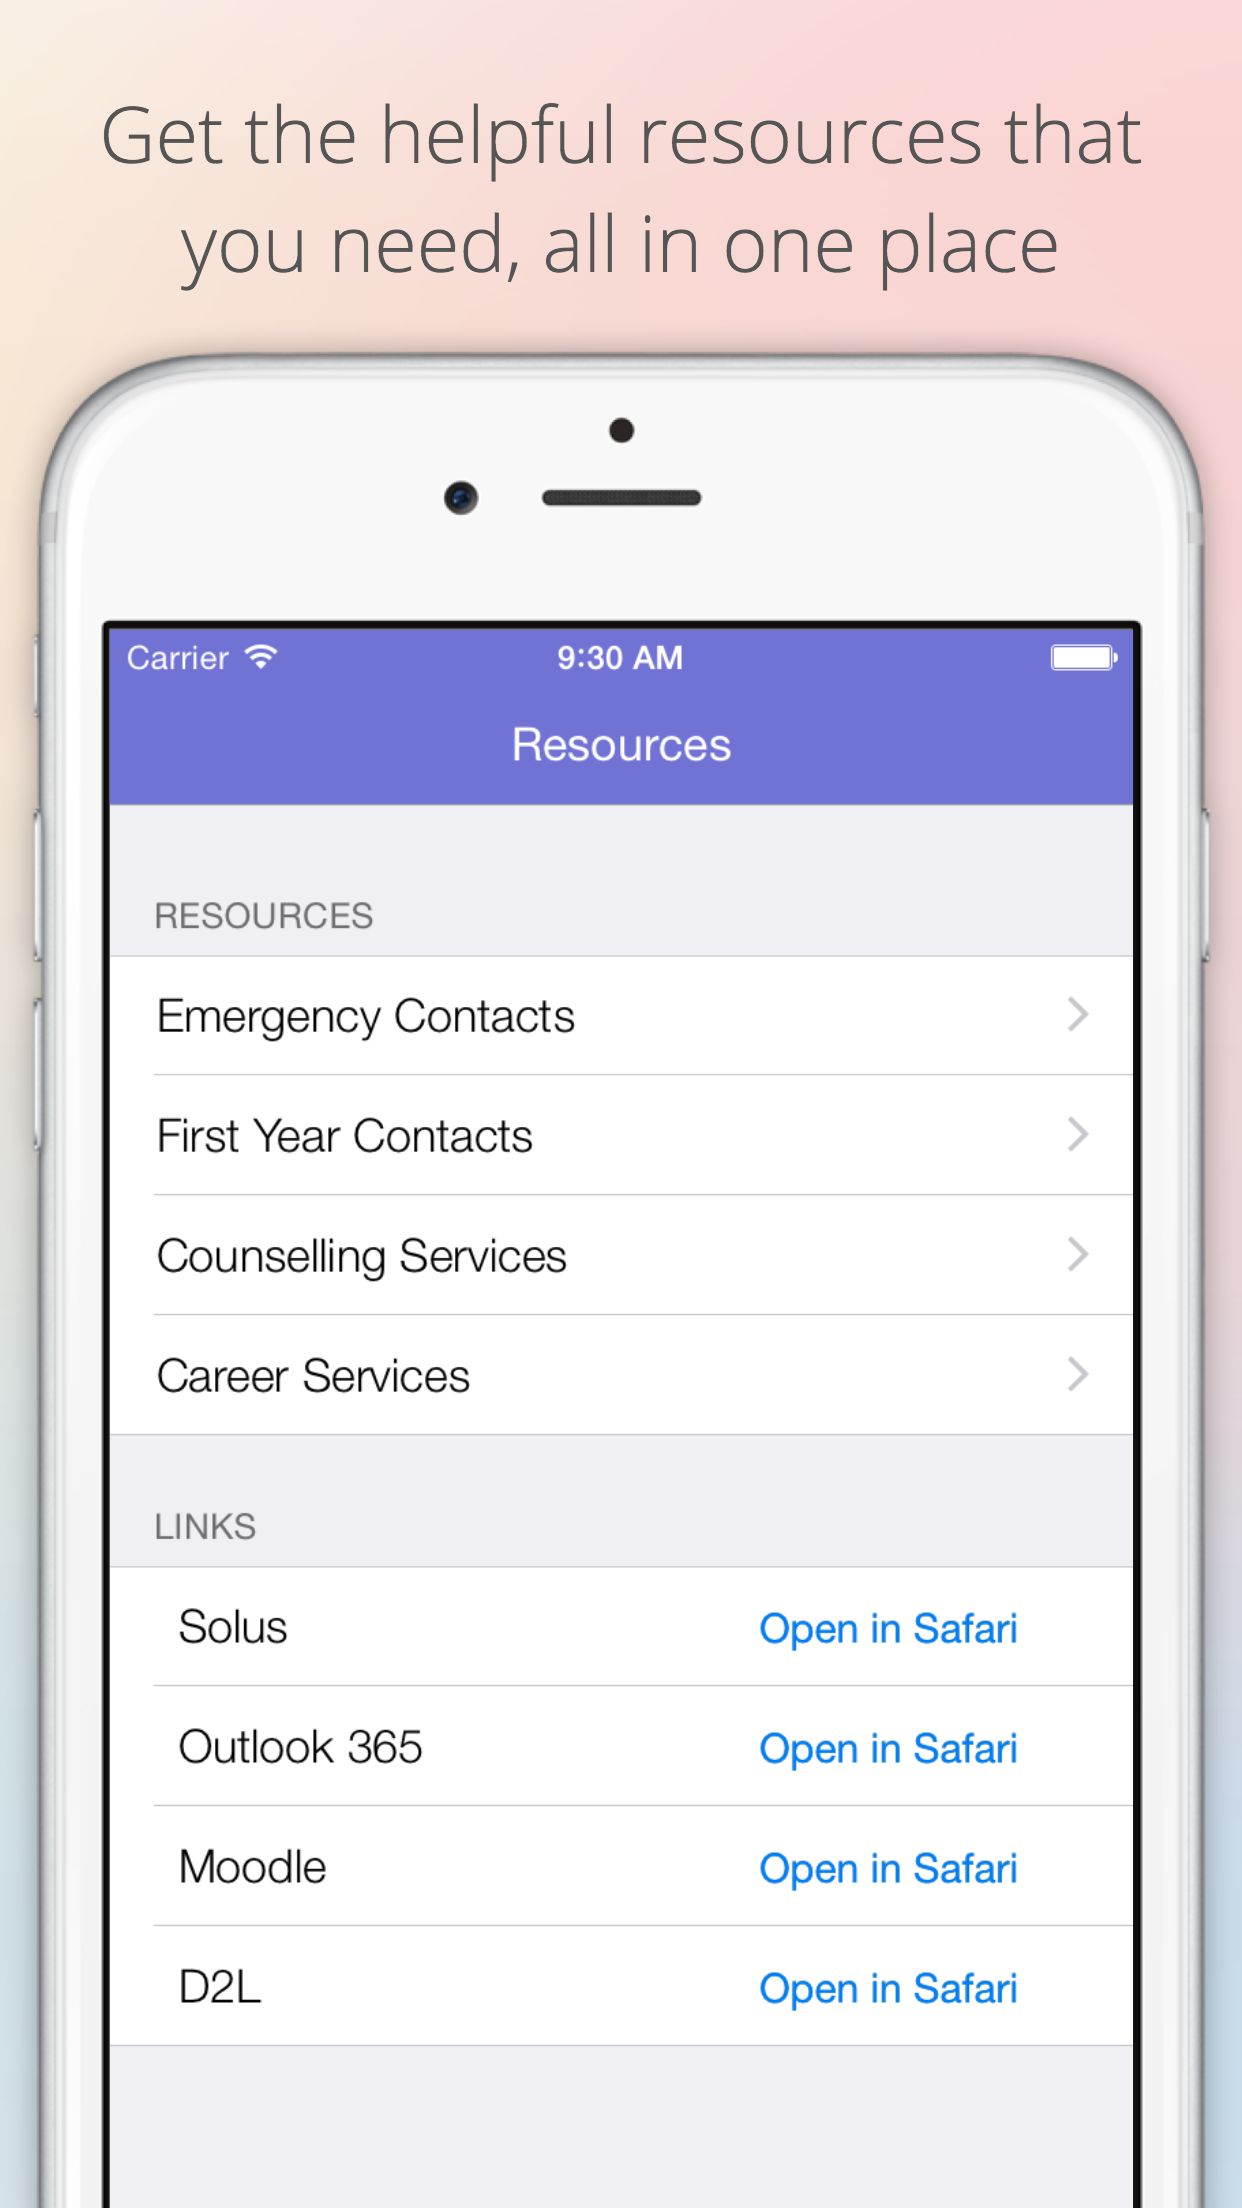 Get the helpful resources that
you need, all in one place
Carrier 9:30 AM
Resources
RESOURCES
Emergency Contacts
First Year Contacts
Counselling Services
Career Services
LINKS
Solus Open in Safari
Outlook 365 Open in Safari
Moodle Open in Safari
D2L Open in Safari